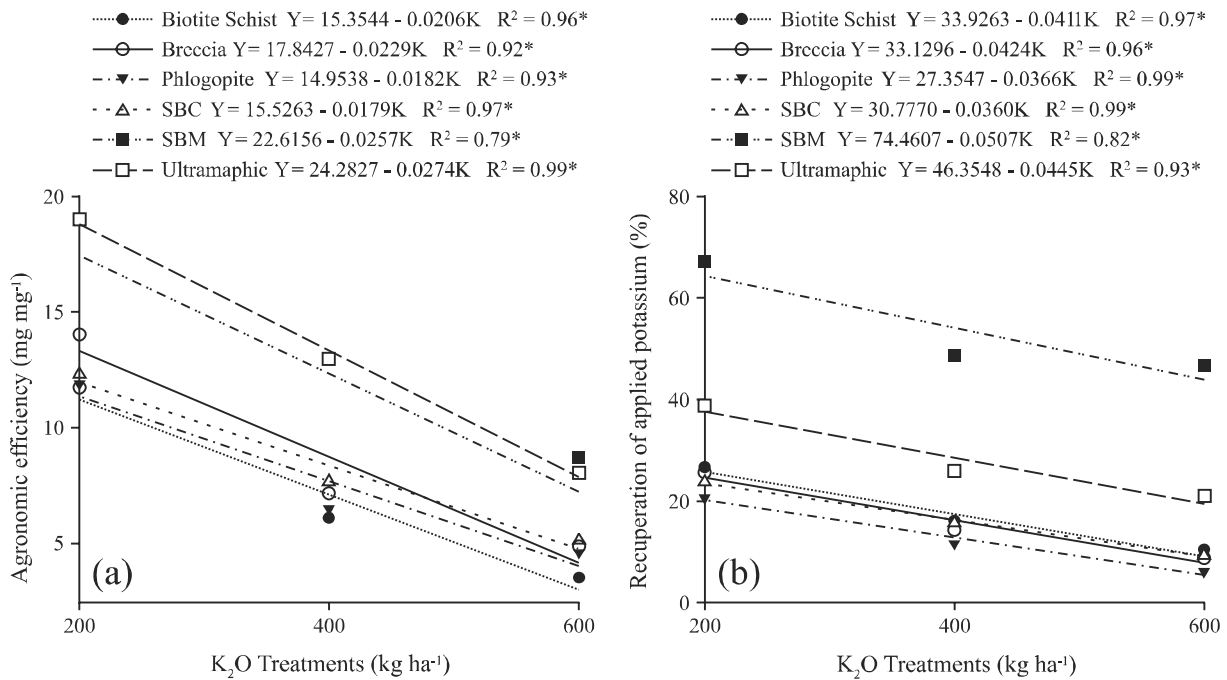 Biotite Schist Y= 15.3544 - 0.0206K R² = 0.96*
Breccia Y= 17.8427 - 0.0229K R² = 0.92*
Phlogopite Y= 14.9538 - 0.0182K R² = 0.93*
SBC Y= 15.5263 - 0.0179K R² = 0.97*
SBM Y= 22.6156 - 0.0257K R² = 0.79*
Ultramaphic Y= 24.2827 - 0.0274K R² = 0.99*
20
15
10
5
Agronomic efficiency (mg mg⁻¹)
(a)
200 400 600
K₂O Treatments (kg ha⁻¹)
Biotite Schist Y= 33.9263 - 0.0411K R² = 0.97*
Breccia Y= 33.1296 - 0.0424K R² = 0.96*
Phlogopite Y= 27.3547 - 0.0366K R² = 0.99*
SBC Y= 30.7770 - 0.0360K R² = 0.99*
SBM Y= 74.4607 - 0.0507K R² = 0.82*
Ultramaphic Y= 46.3548 - 0.0445K R² = 0.93*
80
60
40
20
0
Recuperation of applied potassium (%)
(b)
200 400 600
K₂O Treatments (kg ha⁻¹)